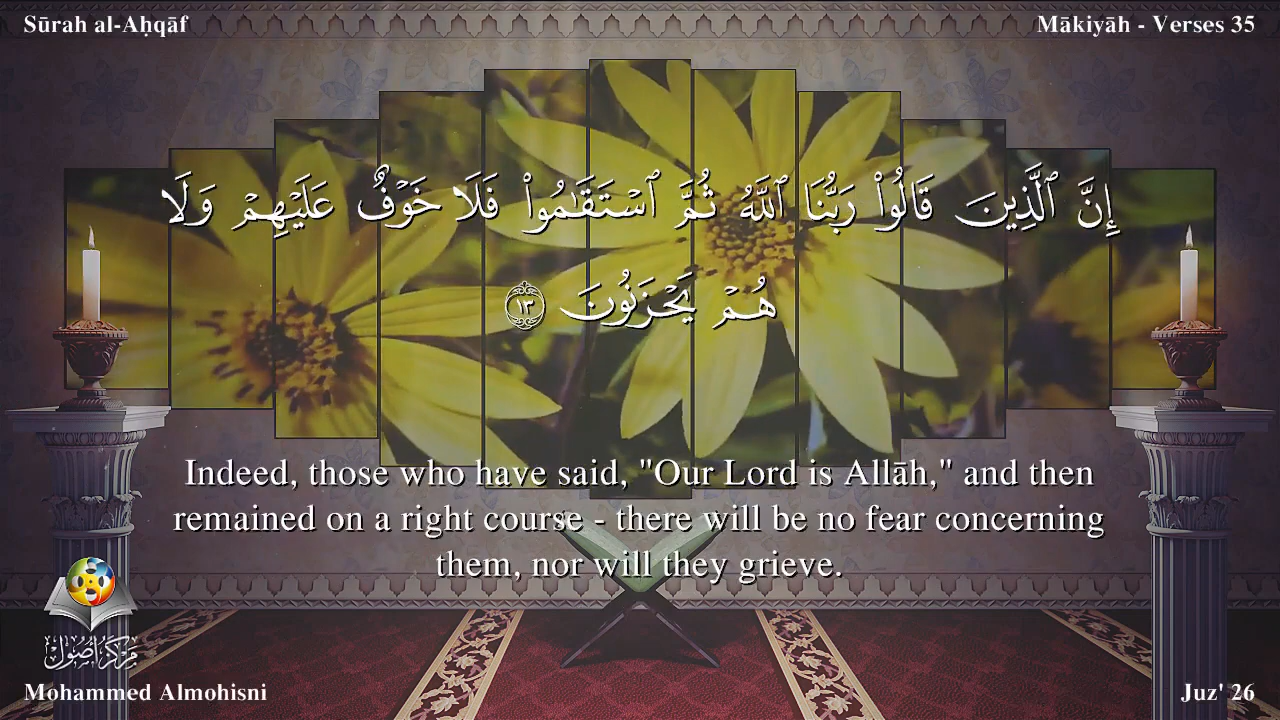 Sūrah al-Aḥqāf
Mākiyāh - Verses 35
إِنَّ ٱلَّذِينَ قَالُوا۟ رَبُّنَا ٱللَّهُ ثُمَّ ٱسْتَقَـٰمُوا۟ فَلَا خَوْفٌ عَلَيْهِمْ وَلَا
هُمْ يَحْزَنُونَ ١٣
Indeed, those who have said, "Our Lord is Allāh," and then
remained on a right course - there will be no fear concerning
them, nor will they grieve.
مركز أصول
Mohammed Almohisni
Juz' 26